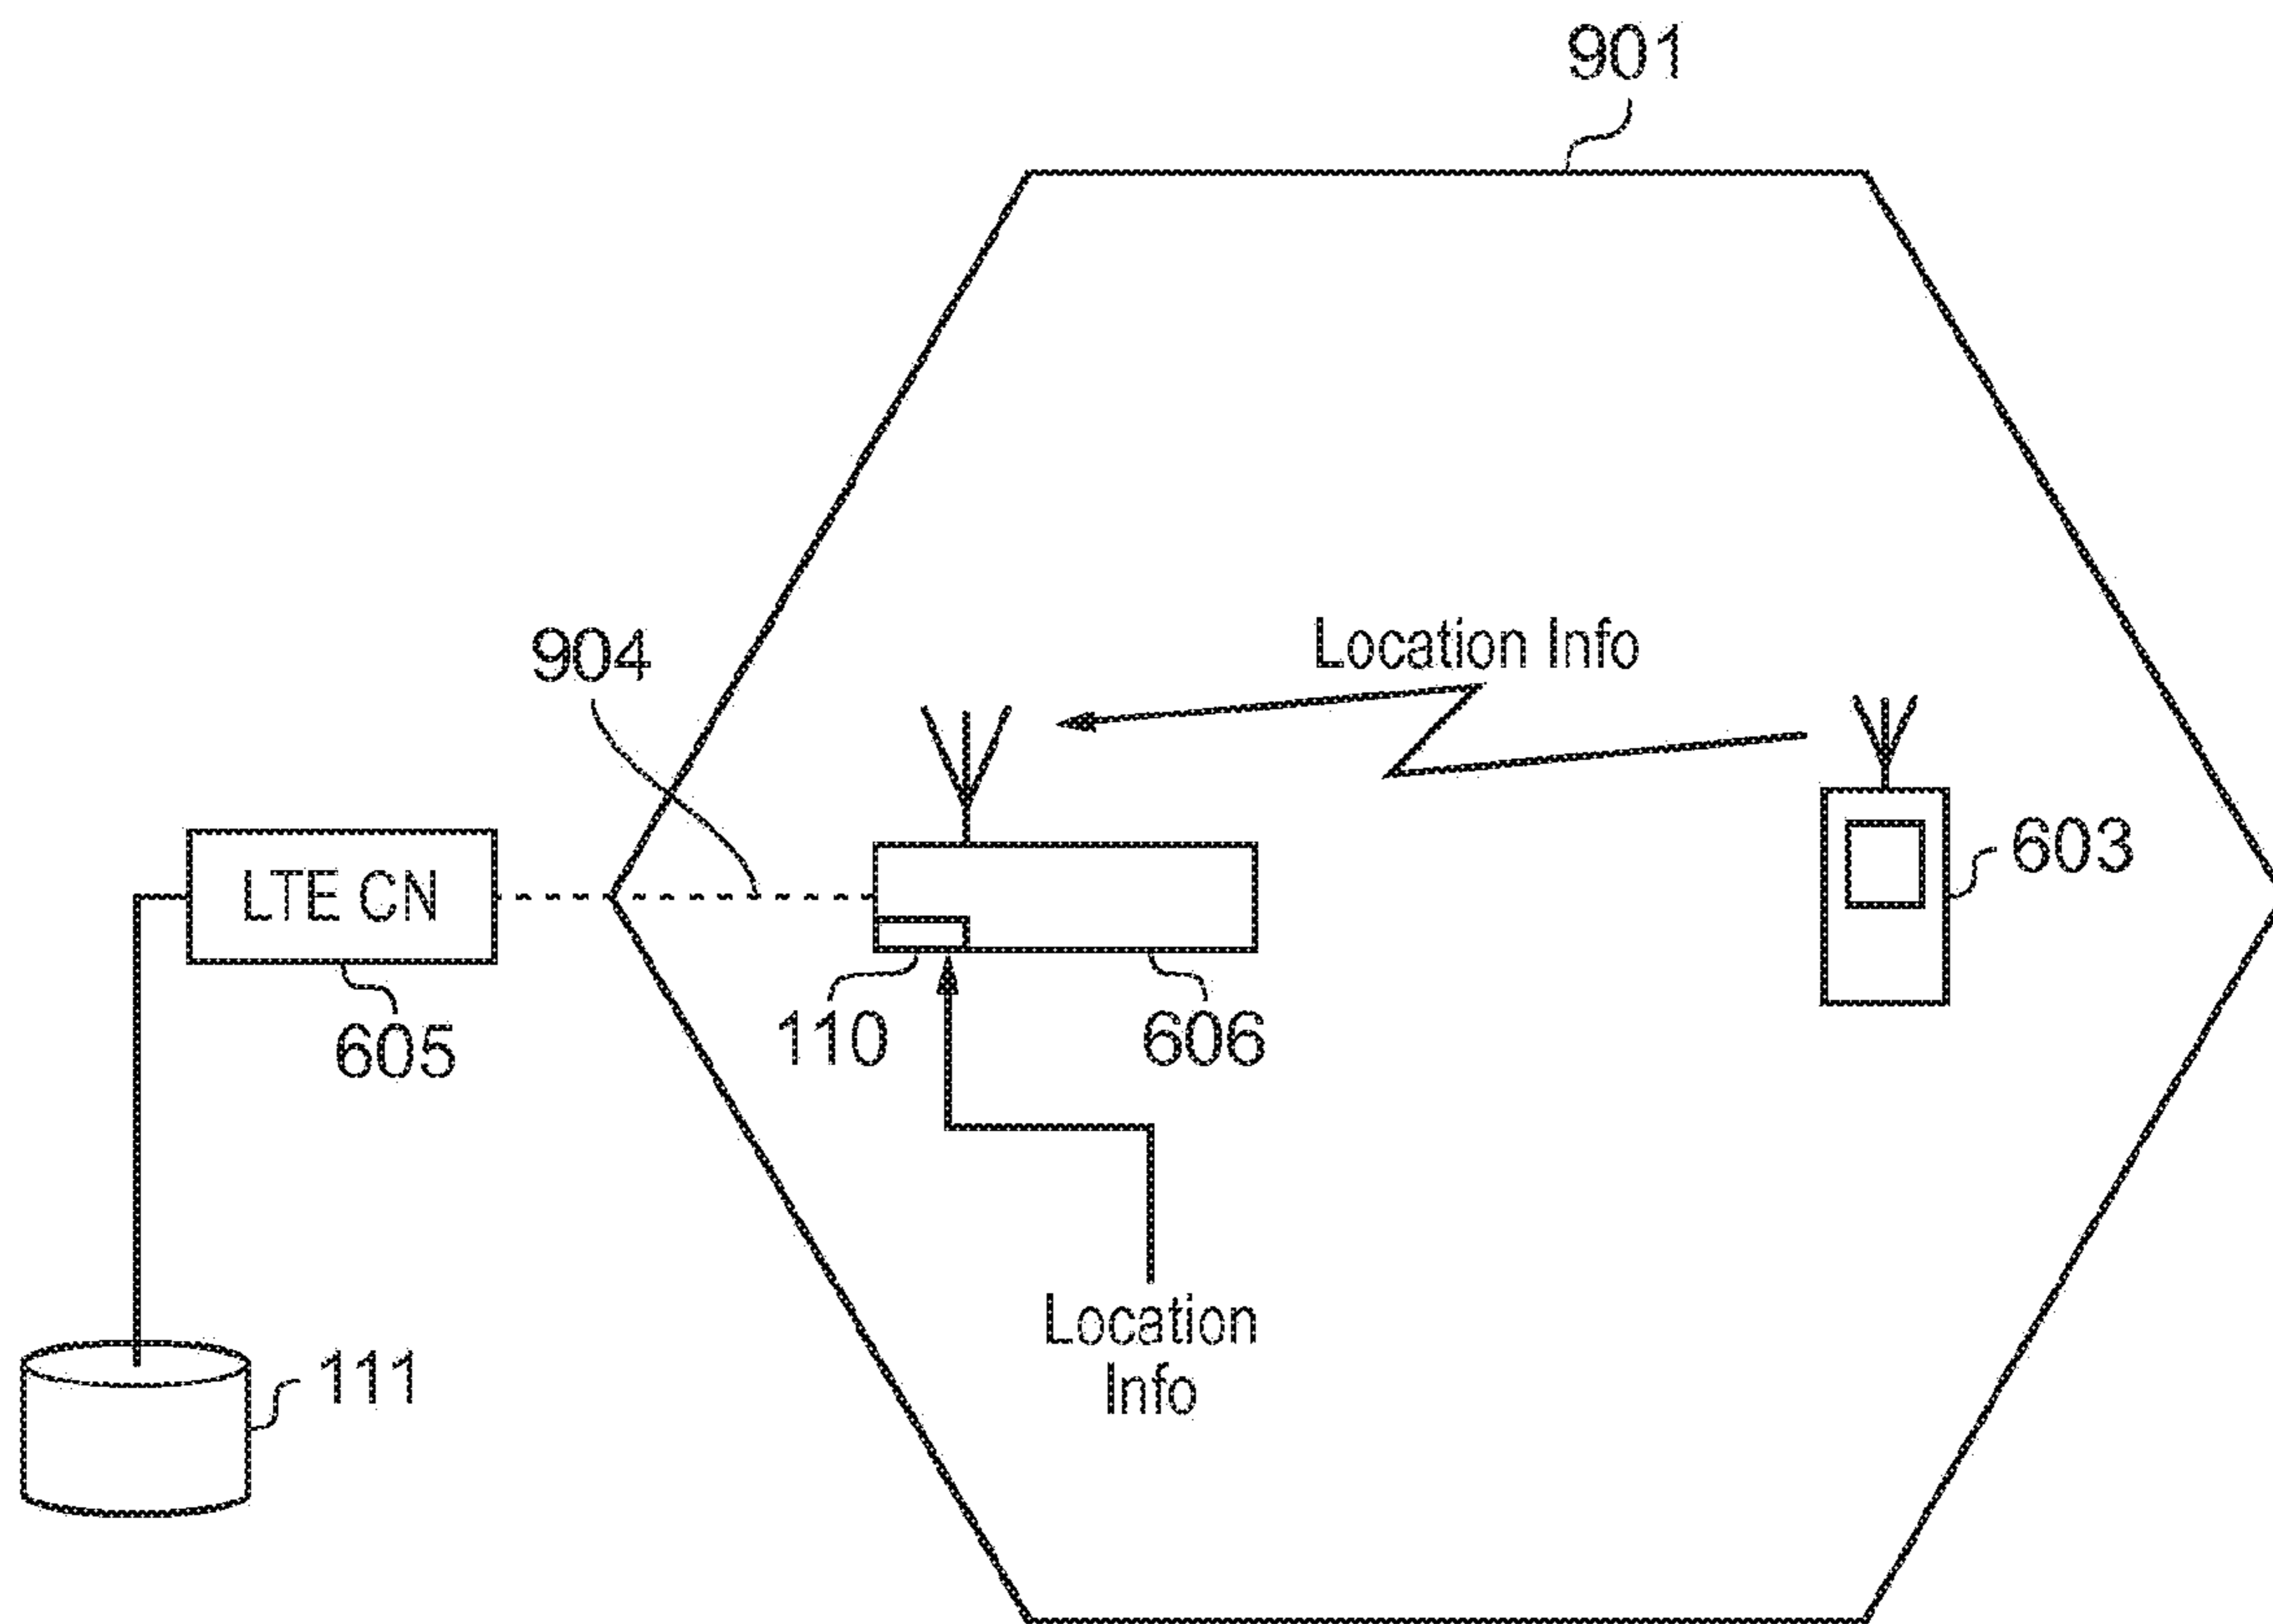 901
Location Info
904
LTE CN
603
110
606
605
Location
Info
111